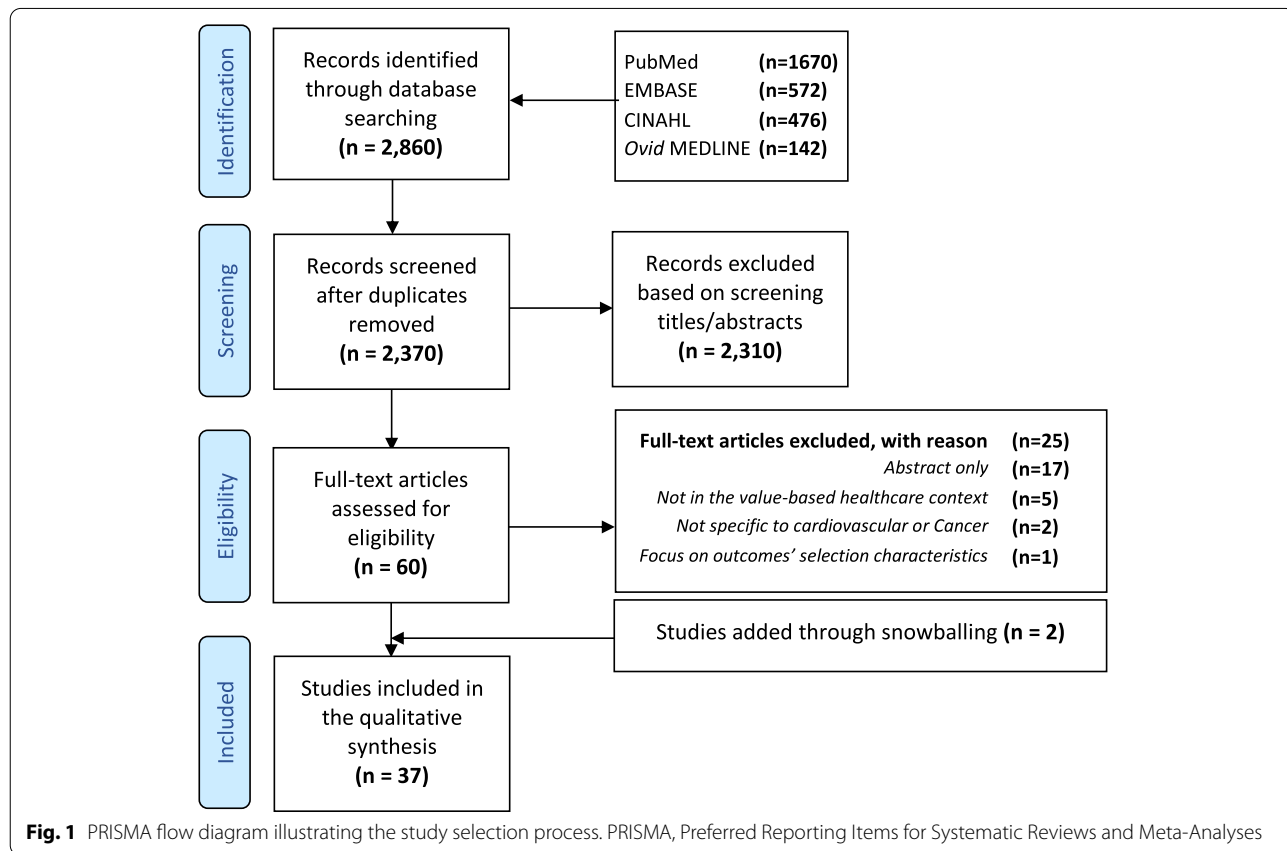 Identification
Records identified
through database
searching
(n = 2,860)
PubMed (n=1670)
EMBASE (n=572)
CINAHL (n=476)
Ovid MEDLINE (n=142)
Screening
Records screened
after duplicates
removed
(n = 2,370)
Records excluded
based on screening
titles/abstracts
(n = 2,310)
Eligibility
Full-text articles
assessed for
eligibility
(n = 60)
Full-text articles excluded, with reason (n=25)
Abstract only (n=17)
Not in the value-based healthcare context (n=5)
Not specific to cardiovascular or Cancer (n=2)
Focus on outcomes’ selection characteristics (n=1)
Studies added through snowballing (n = 2)
Included
Studies included in
the qualitative
synthesis
(n = 37)
Fig. 1 PRISMA flow diagram illustrating the study selection process. PRISMA, Preferred Reporting Items for Systematic Reviews and Meta-Analyses